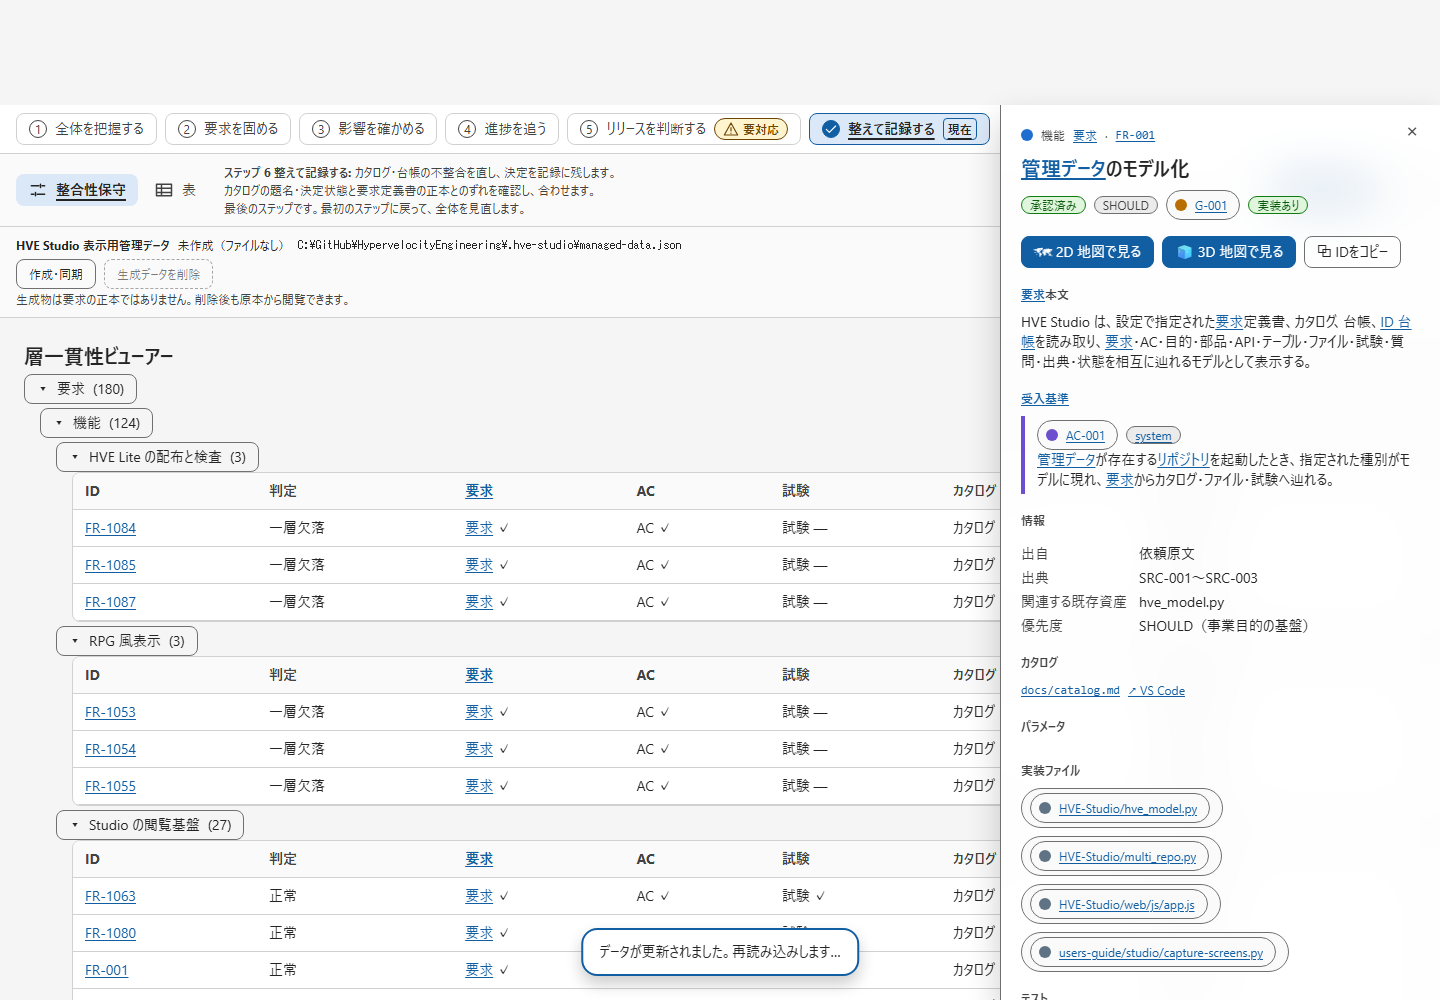 1 全体を把握する 2 要求を固める 3 影響を確かめる 4 進捗を追う 5 リリースを判断する 要対応 整えて記録する 現在
整合性保守 表
ステップ 6 整えて記録する: カタログ・台帳の不整合を直し、決定を記録に残します。
カタログの題名・決定状態と要求定義書の正本とのずれを確認し、合わせます。
最後のステップです。最初のステップに戻って、全体を見直します。
HVE Studio 表示用管理データ 未作成（ファイルなし） C:¥GitHub¥HypervelocityEngineering¥.hve-studio¥managed-data.json
作成・同期 生成データを削除
生成物は要求の正本ではありません。削除後も原本から閲覧できます。
層一貫性ビューアー
▾ 要求 (180)
▾ 機能 (124)
▾ HVE Lite の配布と検査 (3)
ID 判定 要求 AC 試験 カタログ
FR-1084 一層欠落 要求 ✓ AC ✓ 試験 — カタログ
FR-1085 一層欠落 要求 ✓ AC ✓ 試験 — カタログ
FR-1087 一層欠落 要求 ✓ AC ✓ 試験 — カタログ
▾ RPG 風表示 (3)
ID 判定 要求 AC 試験 カタログ
FR-1053 一層欠落 要求 ✓ AC ✓ 試験 — カタログ
FR-1054 一層欠落 要求 ✓ AC ✓ 試験 — カタログ
FR-1055 一層欠落 要求 ✓ AC ✓ 試験 — カタログ
▾ Studio の閲覧基盤 (27)
ID 判定 要求 AC 試験 カタログ
FR-1063 正常 要求 ✓ AC ✓ 試験 ✓ カタログ
FR-1080 正常 要求 ✓ カタログ
FR-001 正常 要求 ✓ カタログ
データが更新されました。再読み込みします…
機能 要求 · FR-001 ×
管理データのモデル化
承認済み SHOULD G-001 実装あり
2D 地図で見る 3D 地図で見る IDをコピー
要求本文
HVE Studio は、設定で指定された要求定義書、カタログ、台帳、ID 台
帳を読み取り、要求・AC・目的・部品・API・テーブル・ファイル・試験・質
問・出典・状態を相互に辿れるモデルとして表示する。
受入基準
AC-001 system
管理データが存在するリポジトリを起動したとき、指定された種別がモ
デルに現れ、要求からカタログ・ファイル・試験へ辿れる。
情報
出自 依頼原文
出典 SRC-001～SRC-003
関連する既存資産 hve_model.py
優先度 SHOULD（事業目的の基盤）
カタログ
docs/catalog.md ↗ VS Code
パラメータ
実装ファイル
HVE-Studio/hve_model.py
HVE-Studio/multi_repo.py
HVE-Studio/web/js/app.js
users-guide/studio/capture-screens.py
テスト